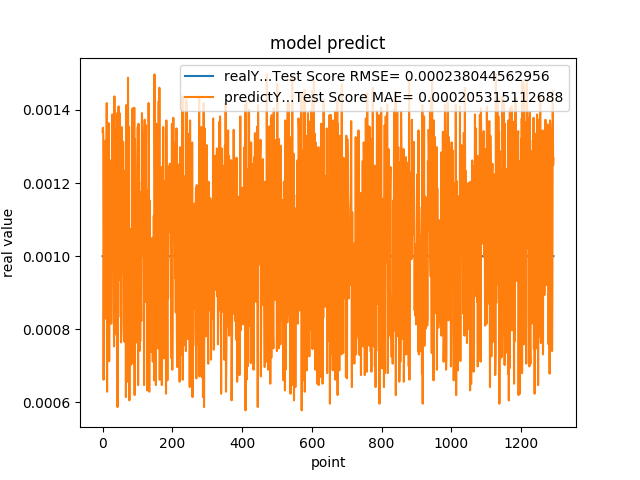 model predict
realY...Test Score RMSE= 0.000238044562956
predictY...Test Score MAE= 0.000205315112688
0.0014
0.0012
0.0010
0.0008
0.0006
real value
0 200 400 600 800 1000 1200
point